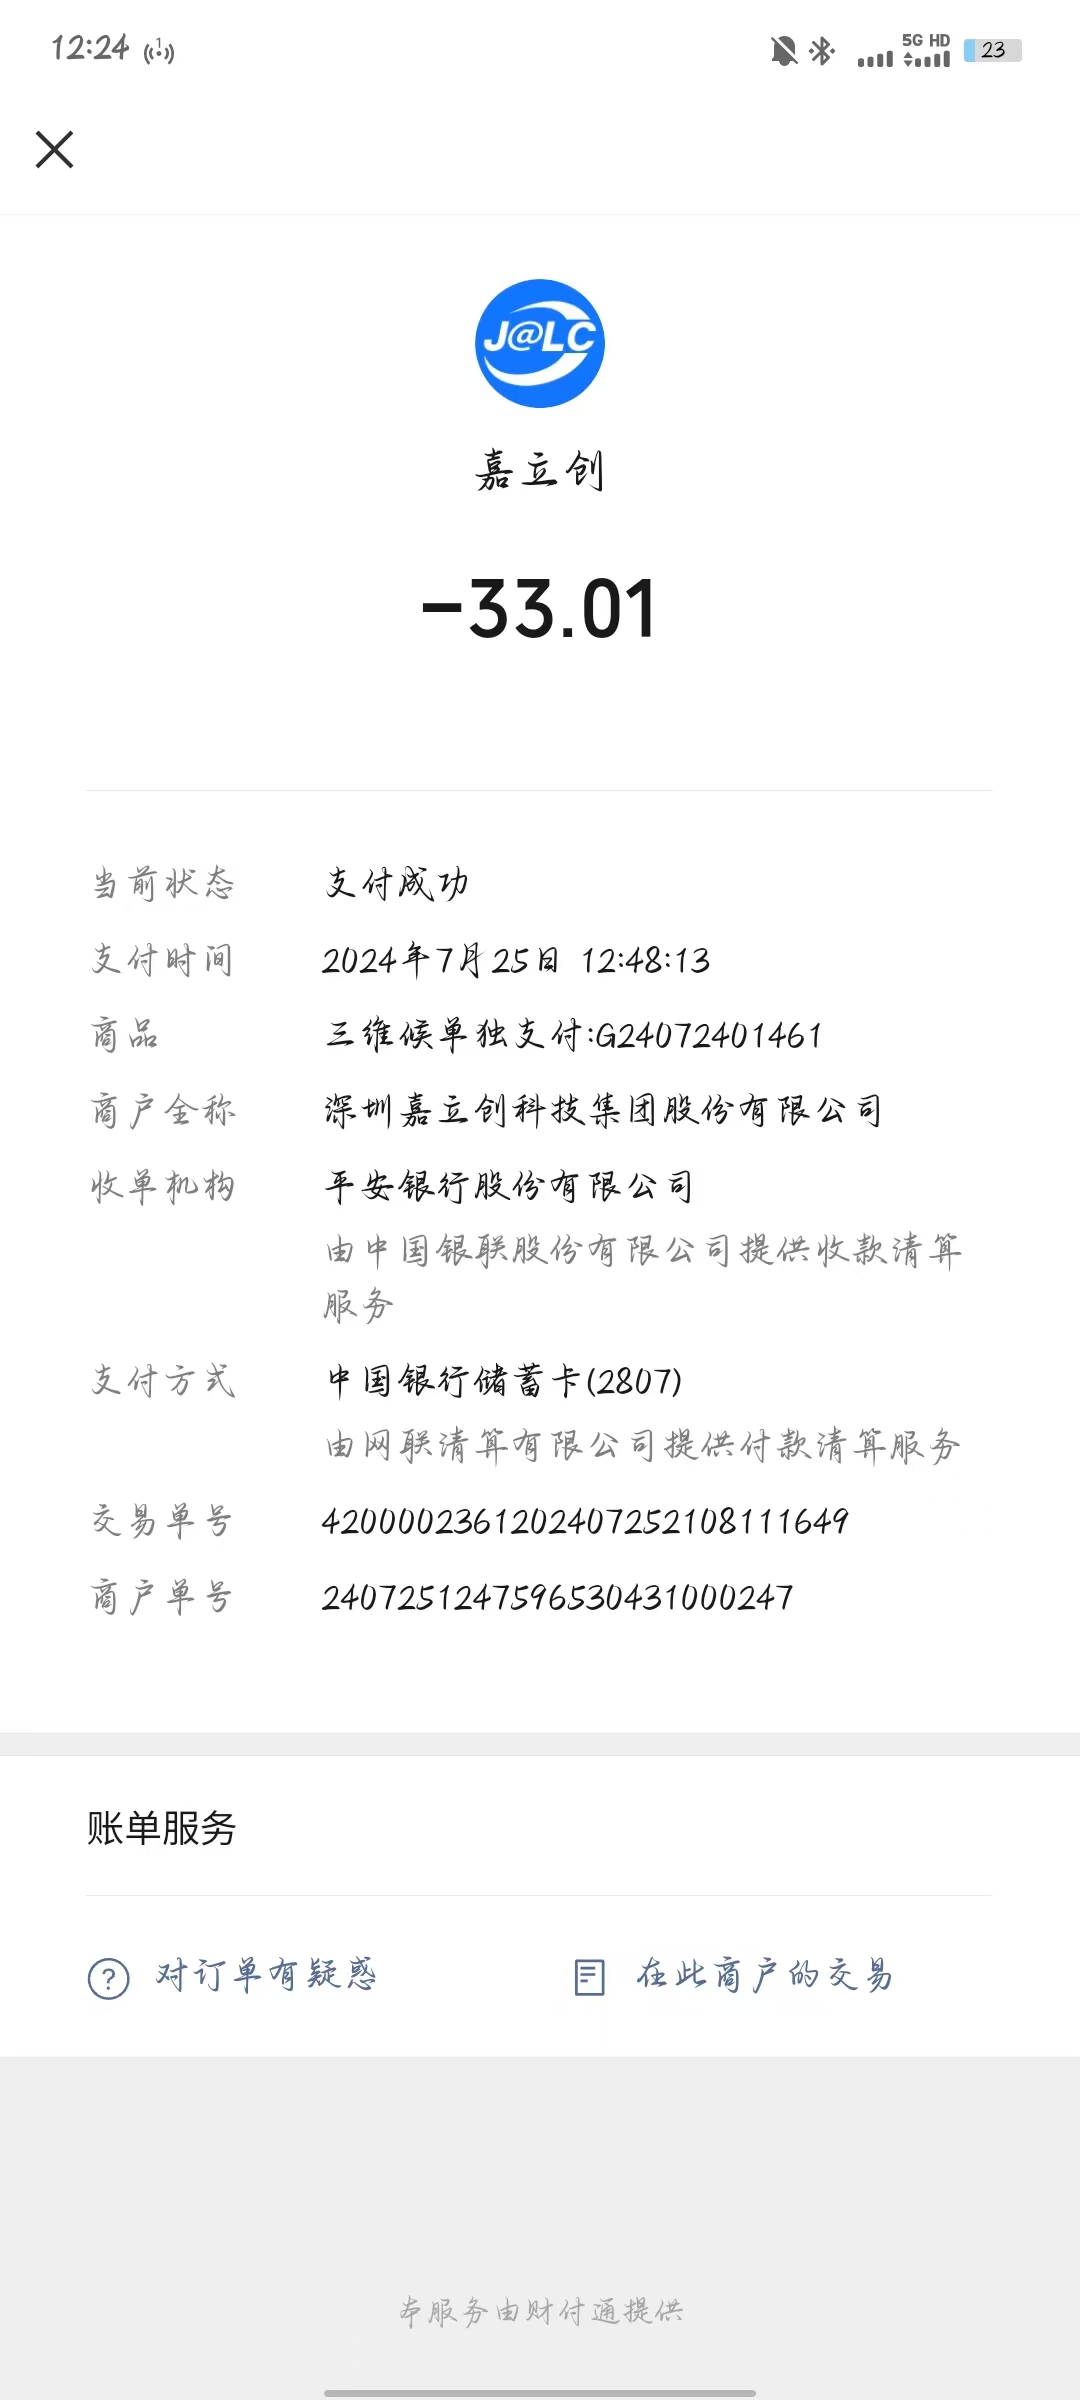 12:24
5G HD
23
J@LC
嘉立创
-33.01
当前状态 支付成功
支付时间 2024年7月25日 12:48:13
商品 三维候单独支付:G24072401461
商户全称 深圳嘉立创科技集团股份有限公司
收单机构 平安银行股份有限公司
由中国银联股份有限公司提供收款清算
服务
支付方式 中国银行储蓄卡(2807)
由网联清算有限公司提供付款清算服务
交易单号 4200002361202407252108111649
商户单号 2407251247596530431000247
账单服务
对订单有疑惑 在此商户的交易
本服务由财付通提供